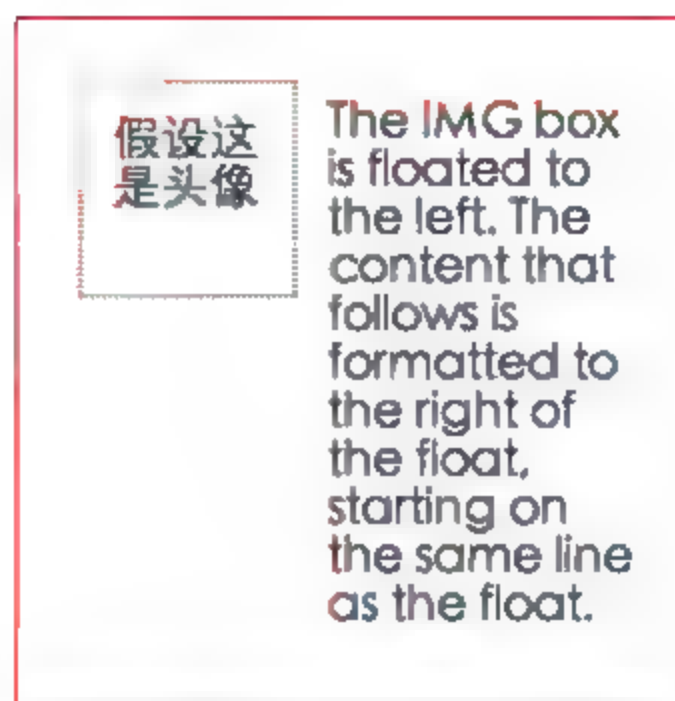 假设这
是头像
The IMG box
is floated to
the left. The
content that
follows is
formatted to
the right of
the float,
starting on
the same line
as the float.